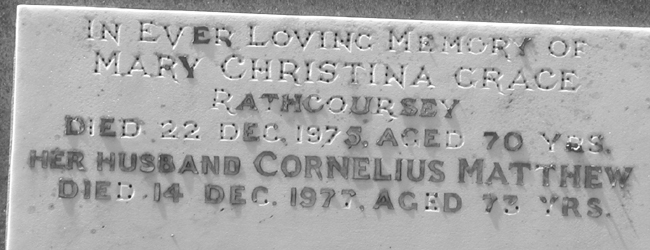 IN EVER LOVING MEMORY OF
MARY CHRISTINA GRACE
RATHCOURSEY
DIED 22 DEC. 1975. AGED 70 YRS.
HER HUSBAND CORNELIUS MATTHEW
DIED 14 DEC. 1977. AGED 73 YRS.